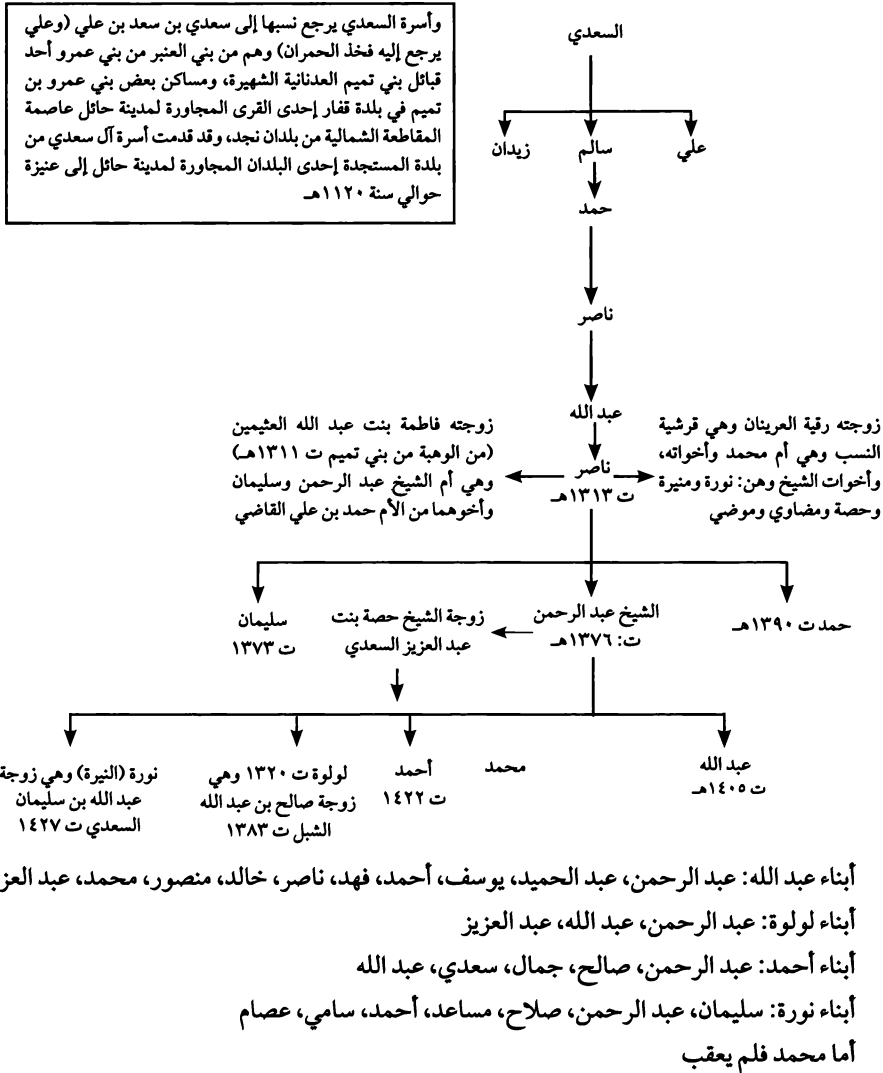 وأسرة السعدي يرجع نسبها إلى سعدي بن سعد بن علي (وعلي
يرجع إليه فخذ الحمران) وهم من بني العنبر من بني عمرو أحد
قبائل بني تميم العدنانية الشهيرة، ومساكن بعض بني عمرو بن
تميم في بلدة قفار إحدى القرى المجاورة لمدينة حائل عاصمة
المقاطعة الشمالية من بلدان نجد، وقد قدمت أسرة آل سعدي من
بلدة المستجدة إحدى البلدان المجاورة لمدينة حائل إلى عنيزة
حوالي سنة ١١٢٠هـ
السعدي
علي
سالم
زيدان
حمد
ناصر
عبد الله
ناصر
ت ١٣١٣هـ
زوجته رقية العرينان وهي قرشية
النسب وهي أم محمد وأخواته،
وأخوات الشيخ وهن: نورة ومنيرة
وحصة ومضاوي وموضي
زوجته فاطمة بنت عبد الله العثيمين
(من الوهبة من بني تميم ت ١٣١١هـ)
وهي أم الشيخ عبد الرحمن وسليمان
وأخوهما من الأم حمد بن علي القاضي
حمد ت ١٣٩٠هـ
الشيخ عبد الرحمن
ت: ١٣٧٦هـ
زوجة الشيخ حصة بنت
عبد العزيز السعدي
سليمان
ت ١٣٧٣
عبد الله
ت ١٤٠٥هـ
محمد
أحمد
ت ١٤٢٢
لولوة ت ١٣٢٠ وهي
زوجة صالح بن عبد الله
الشبل ت ١٣٨٣
نورة (النيرة) وهي زوجة
عبد الله بن سليمان
السعدي ت ١٤٢٧
أبناء عبد الله: عبد الرحمن، عبد الحميد، يوسف، أحمد، فهد، ناصر، خالد، منصور، محمد، عبد العز
أبناء لولوة: عبد الرحمن، عبد الله، عبد العزيز
أبناء أحمد: عبد الرحمن، صالح، جمال، سعدي، عبد الله
أبناء نورة: سليمان، عبد الرحمن، صلاح، مساعد، أحمد، سامي، عصام
أما محمد فلم يعقب